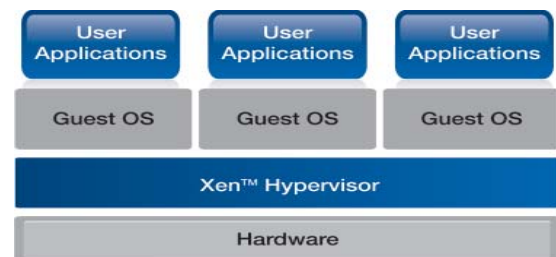 User
Applications
User
Applications
User
Applications
Guest OS
Guest OS
Guest OS
Xen™ Hypervisor
Hardware